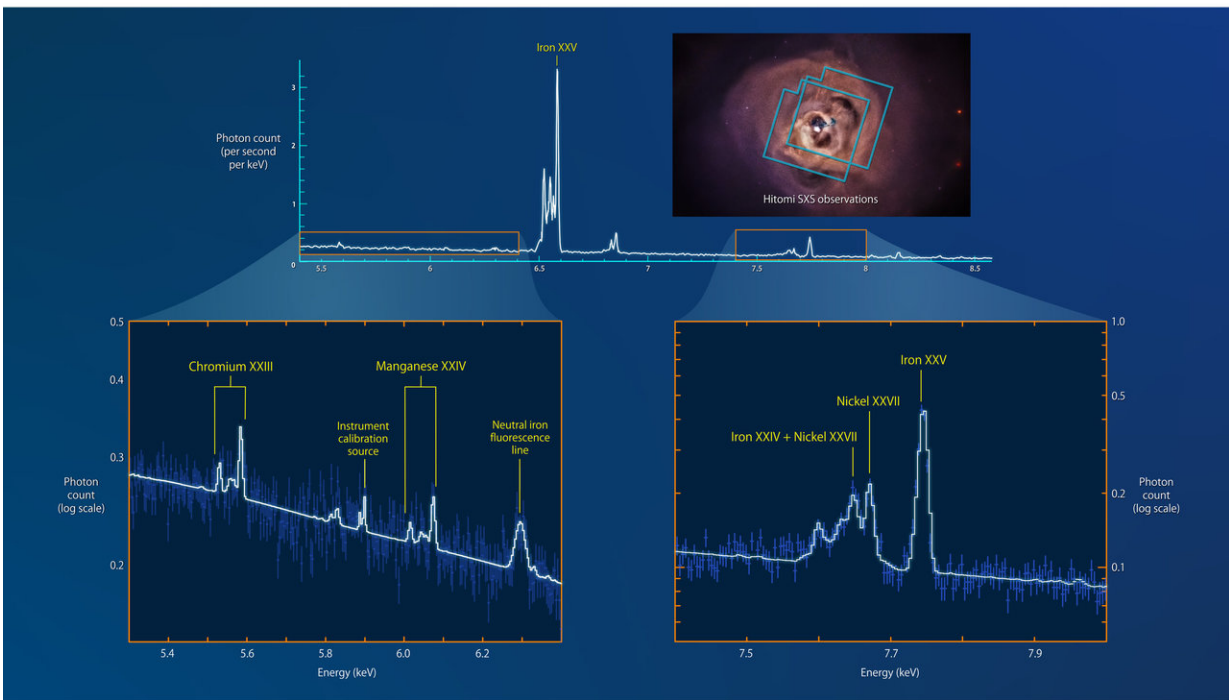 Iron XXV
3
2
1
0
Photon count
(per second
per keV)
5.5
6
6.5
7
7.5
8
8.5
Hitomi SXS observations
0.5
0.4
0.3
0.2
Photon
count
(log scale)
Chromium XXIII
Manganese XXIV
Instrument
calibration
source
Neutral iron
fluorescence
line
5.4
5.6
5.8
6.0
6.2
Energy (keV)
Iron XXV
Nickel XXVII
Iron XXIV + Nickel XXVII
1.0
0.5
0.2
0.1
Photon
count
(log scale)
7.5
7.7
7.9
Energy (keV)